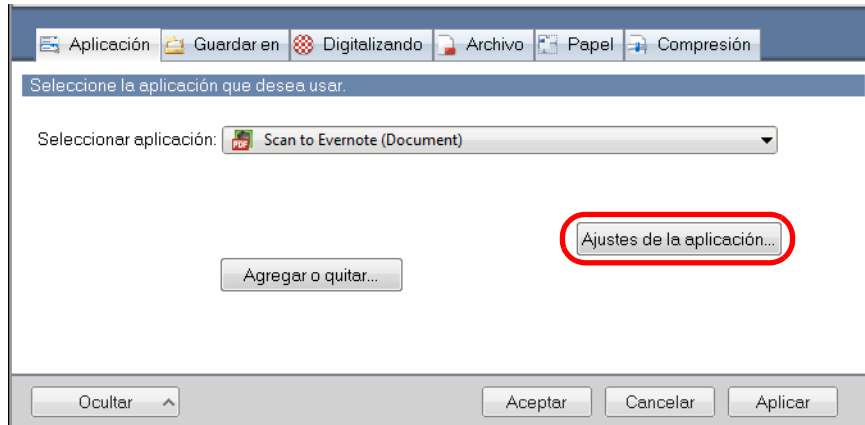 Aplicación Guardar en Digitalizando Archivo Papel Compresión
Seleccione la aplicación que desea usar.
Seleccionar aplicación: PDF Scan to Evernote (Document)
Ajustes de la aplicación...
Agregar o quitar...
Ocultar Aceptar Cancelar Aplicar